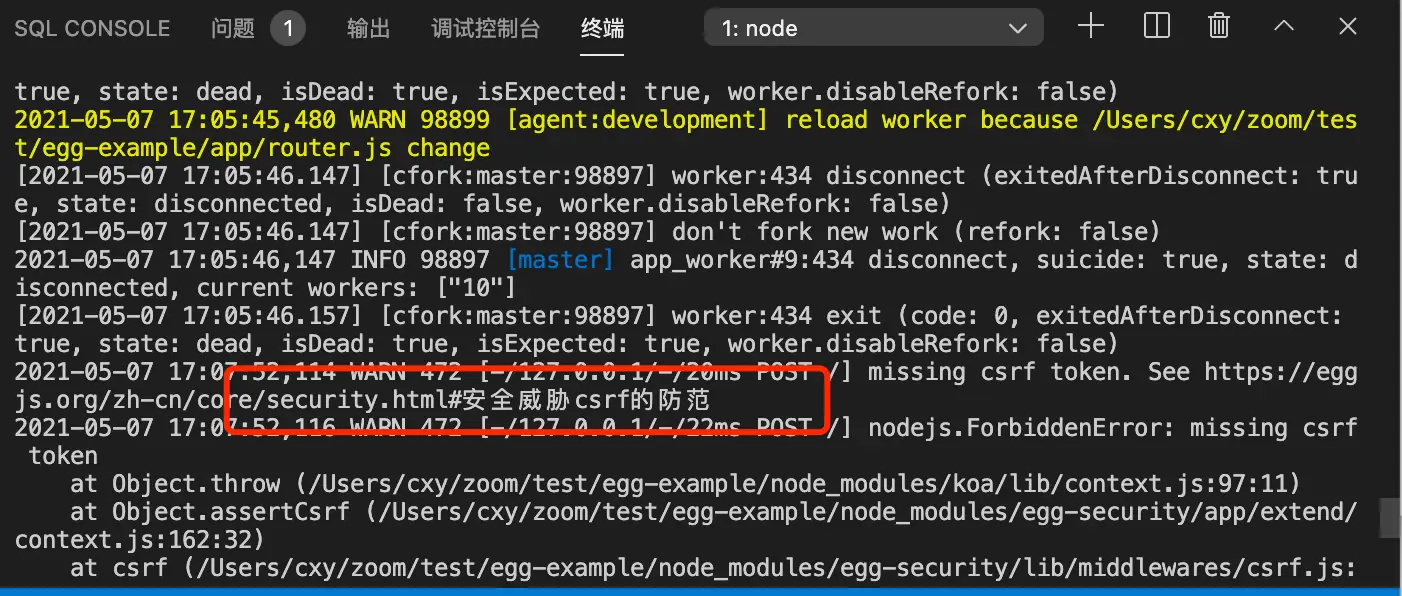 SQL CONSOLE 问题 1 输出 调试控制台 终端 1: node
true, state: dead, isDead: true, isExpected: true, worker.disableRefork: false)
2021-05-07 17:05:45,480 WARN 98899 [agent:development] reload worker because /Users/cxy/zoom/tes
t/egg-example/app/router.js change
[2021-05-07 17:05:46.147] [cfork:master:98897] worker:434 disconnect (exitedAfterDisconnect: tru
e, state: disconnected, isDead: false, worker.disableRefork: false)
[2021-05-07 17:05:46.147] [cfork:master:98897] don't fork new work (refork: false)
2021-05-07 17:05:46,147 INFO 98897 [master] app_worker#9:434 disconnect, suicide: true, state: d
isconnected, current workers: ["10"]
[2021-05-07 17:05:46.157] [cfork:master:98897] worker:434 exit (code: 0, exitedAfterDisconnect:
true, state: dead, isDead: true, isExpected: true, worker.disableRefork: false)
2021-05-07 17:07:52,114 WARN 472 [-/127.0.0.1/-/20ms POST /] missing csrf token. See https://egg
js.org/zh-cn/core/security.html#安全威胁csrf的防范
2021-05-07 17:07:52,116 WARN 472 [-/127.0.0.1/-/22ms POST /] nodejs.ForbiddenError: missing csrf
token
at Object.throw (/Users/cxy/zoom/test/egg-example/node_modules/koa/lib/context.js:97:11)
at Object.assertCsrf (/Users/cxy/zoom/test/egg-example/node_modules/egg-security/app/extend/
context.js:162:32)
at csrf (/Users/cxy/zoom/test/egg-example/node_modules/egg-security/lib/middlewares/csrf.js: